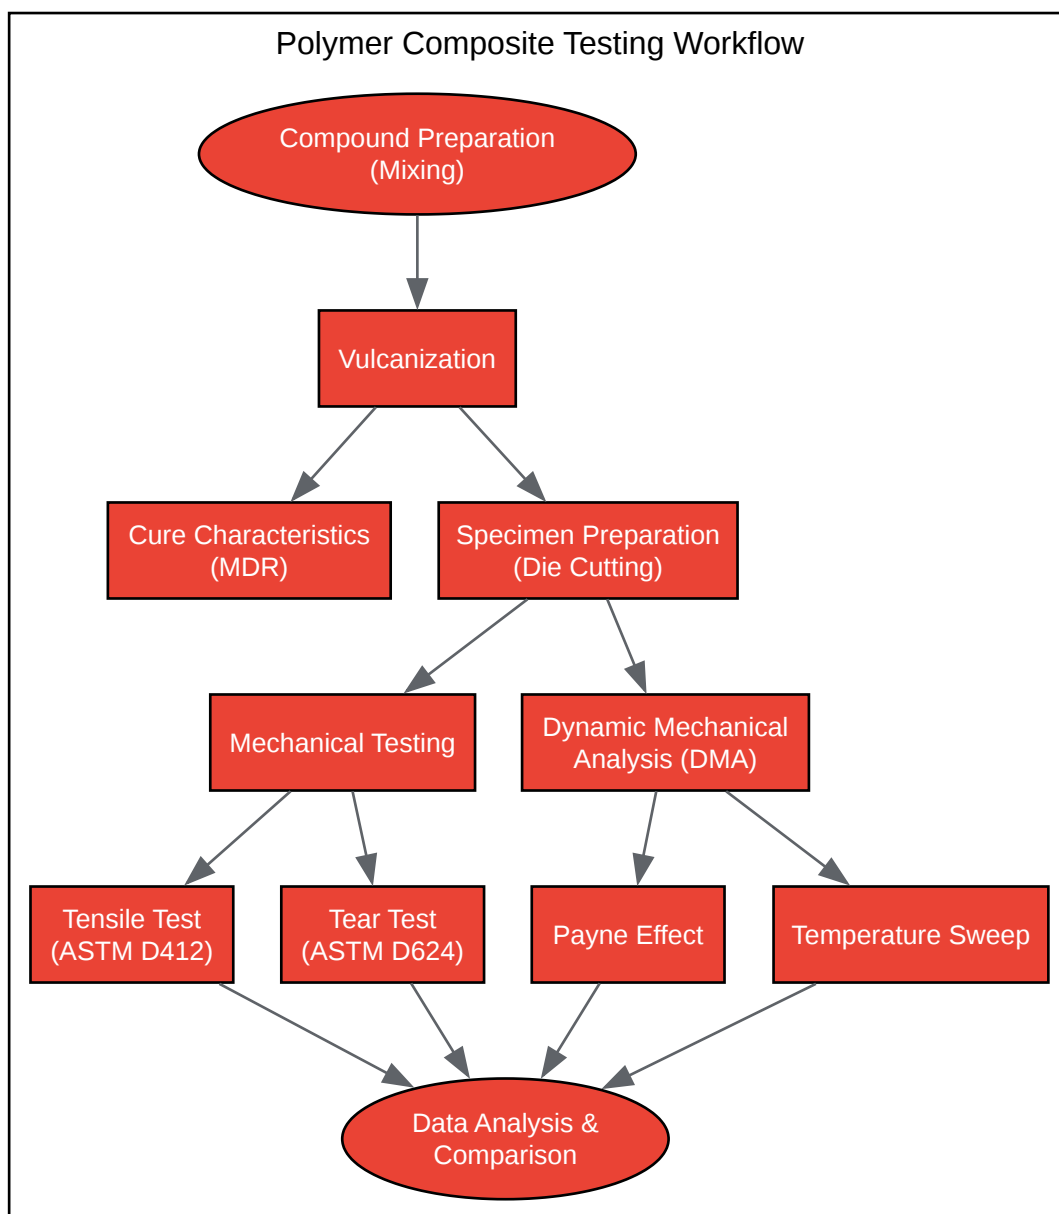 Polymer Composite Testing Workflow
Compound Preparation
(Mixing)
Vulcanization
Cure Characteristics
(MDR)
Specimen Preparation
(Die Cutting)
Mechanical Testing
Dynamic Mechanical
Analysis (DMA)
Tensile Test
(ASTM D412)
Tear Test
(ASTM D624)
Payne Effect
Temperature Sweep
Data Analysis &
Comparison